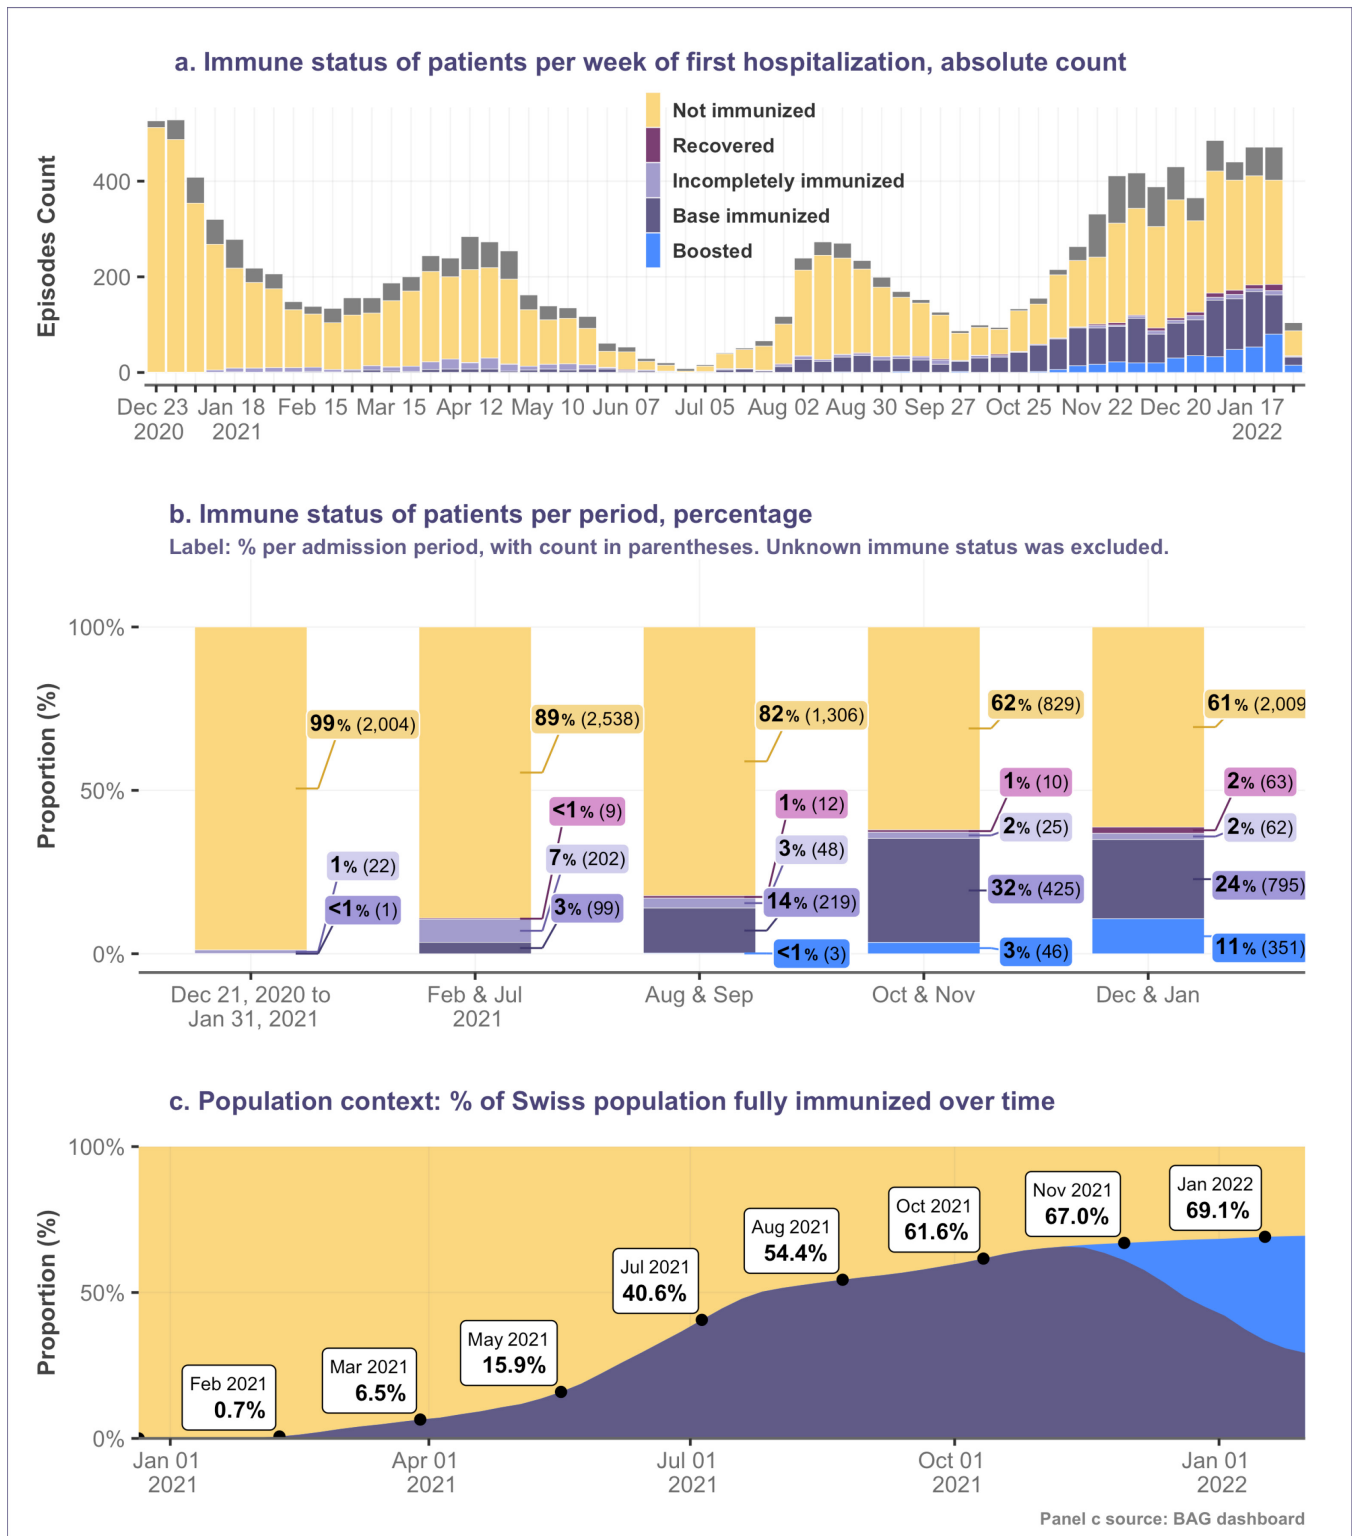 a. Immune status of patients per week of first hospitalization, absolute count
Not immunized
Recovered
Incompletely immunized
Base immunized
Boosted
Episodes Count
400
200
0
Dec 23 Jan 18 Feb 15 Mar 15 Apr 12 May 10 Jun 07 Jul 05 Aug 02 Aug 30 Sep 27 Oct 25 Nov 22 Dec 20 Jan 17
2020 2021 2022
b. Immune status of patients per period, percentage
Label: % per admission period, with count in parentheses. Unknown immune status was excluded.
Proportion (%)
100%
50%
0%
99% (2,004)
1% (22)
<1% (1)
89% (2,538)
<1% (9)
7% (202)
3% (99)
82% (1,306)
1% (12)
3% (48)
14% (219)
<1% (3)
62% (829)
1% (10)
2% (25)
32% (425)
3% (46)
61% (2,009
2% (63)
2% (62)
24% (795)
11% (351)
Dec 21, 2020 to
Jan 31, 2021
Feb & Jul
2021
Aug & Sep
Oct & Nov
Dec & Jan
c. Population context: % of Swiss population fully immunized over time
Proportion (%)
100%
50%
0%
Feb 2021
0.7%
Mar 2021
6.5%
May 2021
15.9%
Jul 2021
40.6%
Aug 2021
54.4%
Oct 2021
61.6%
Nov 2021
67.0%
Jan 2022
69.1%
Jan 01
2021
Apr 01
2021
Jul 01
2021
Oct 01
2021
Jan 01
2022
Panel c source: BAG dashboard